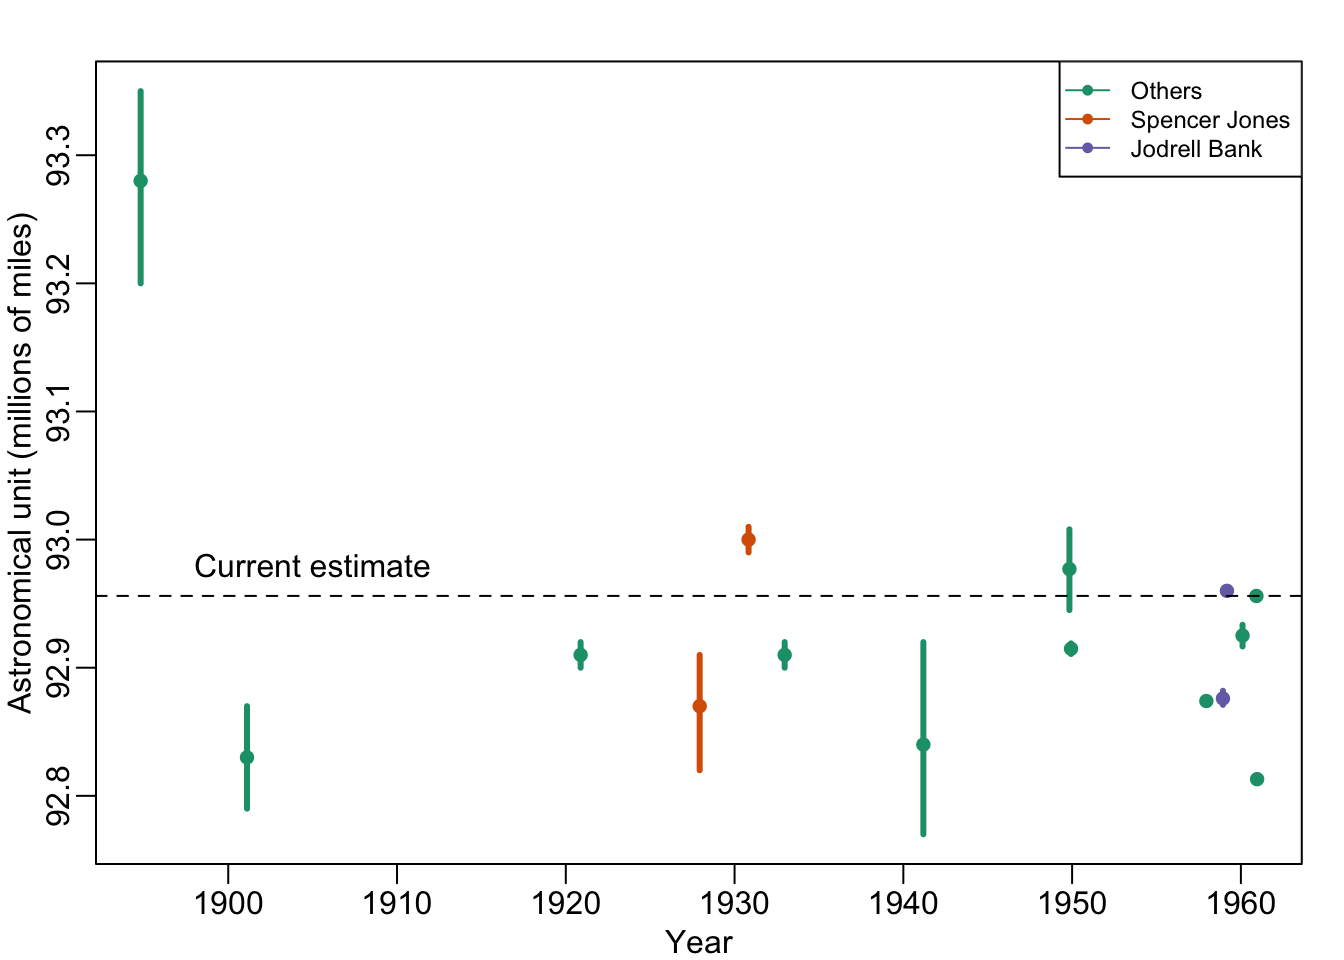 Others
Spencer Jones
Jodrell Bank
Astronomical unit (millions of miles)
93.3
93.2
93.1
93.0
92.9
92.8
Current estimate
1900 1910 1920 1930 1940 1950 1960
Year